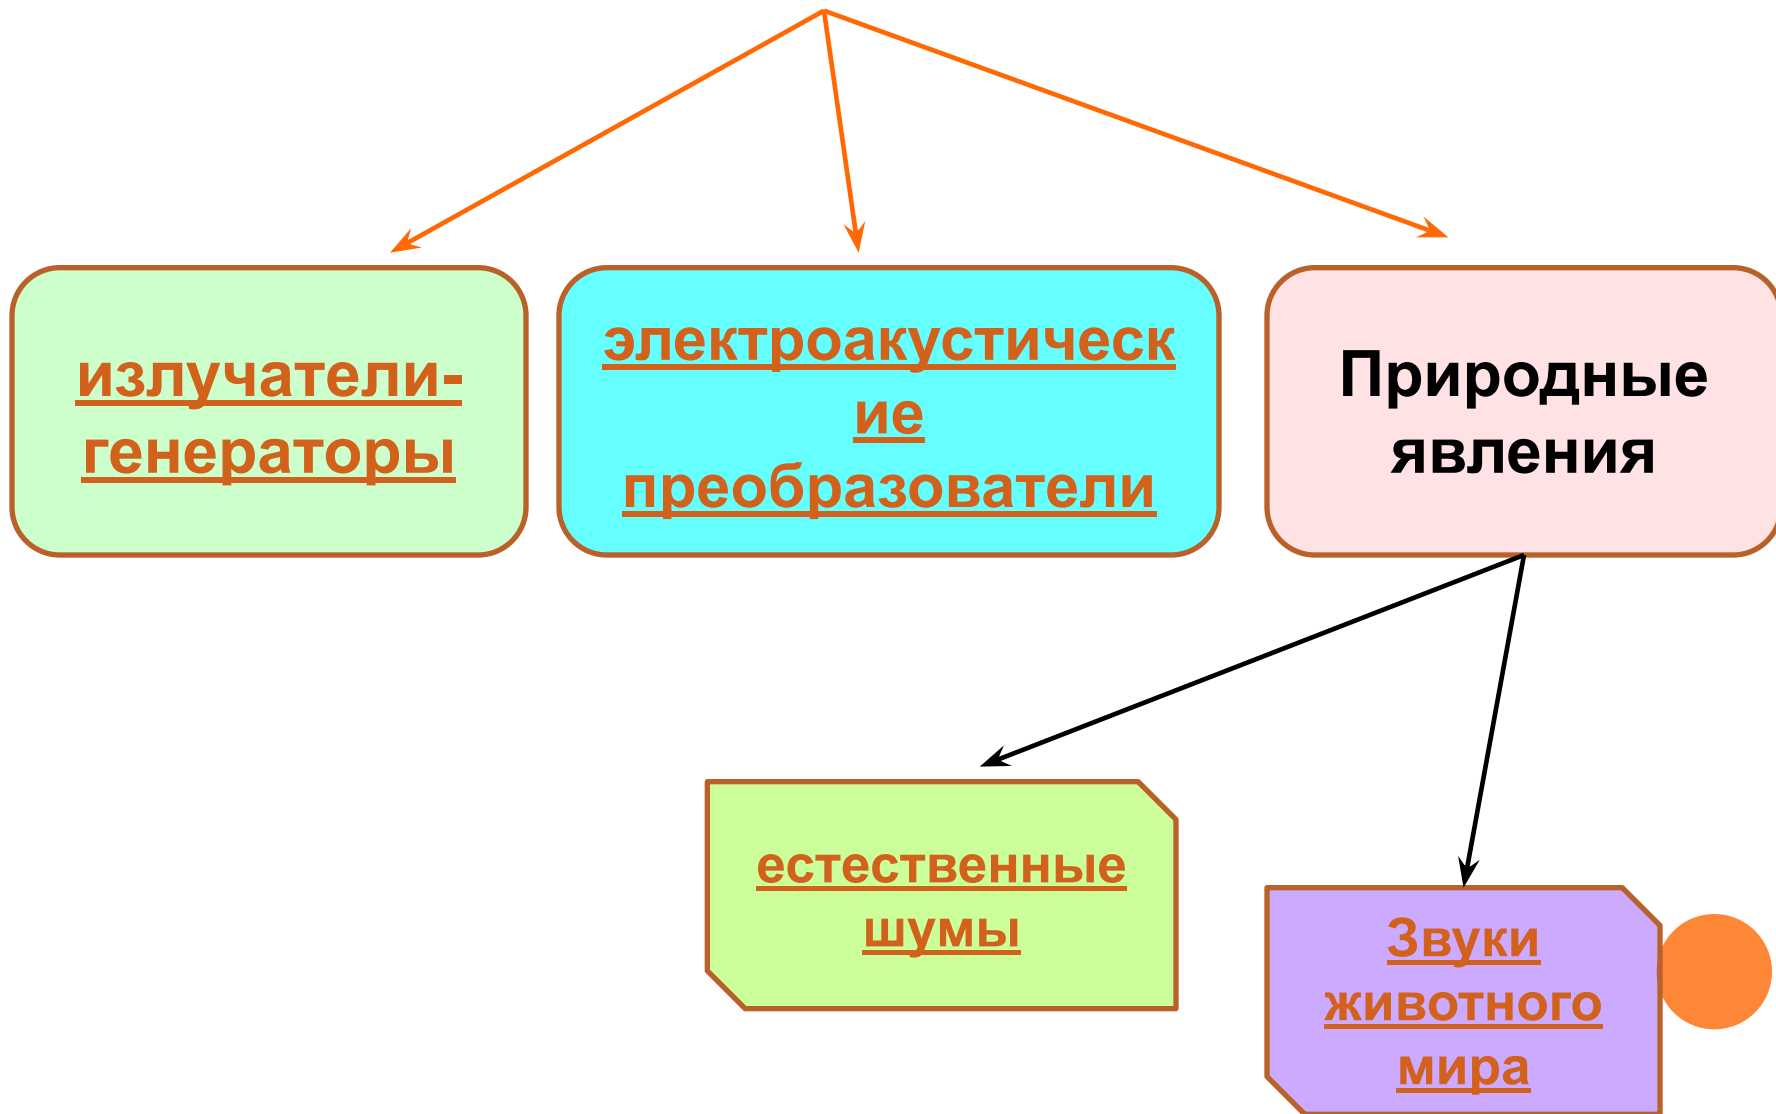 излучатели-
генераторы
электроакустическ
ие
преобразователи
Природные
явления
естественные
шумы
Звуки
животного
мира